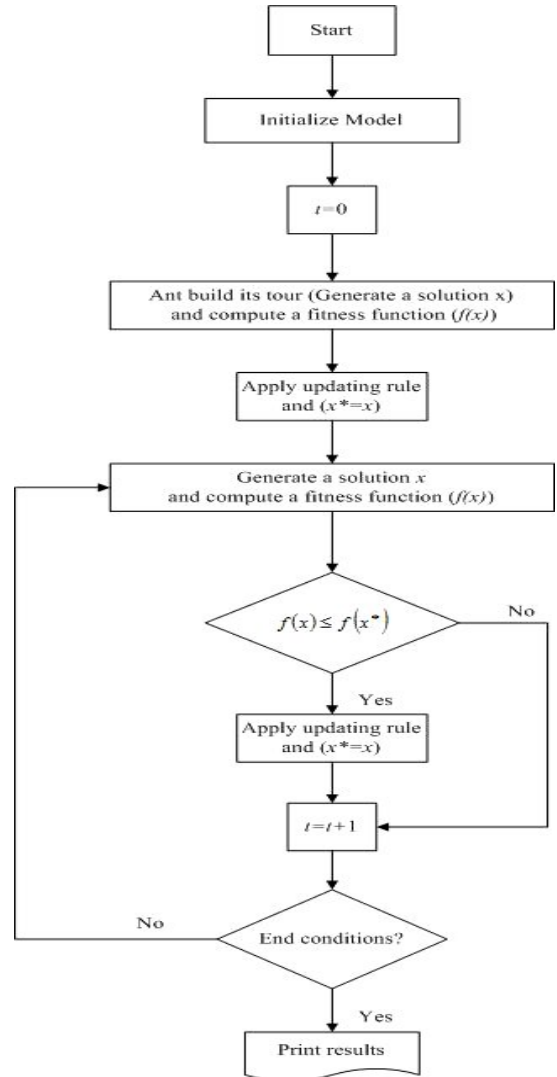 Start
Initialize Model
t=0
Ant build its tour (Generate a solution x)
and compute a fitness function (f(x))
Apply updating rule
and (x*=x)
Generate a solution x
and compute a fitness function (f(x))
f(x)≤ f(x*)
No
Yes
Apply updating rule
and (x*=x)
t=t+1
No
End conditions?
Yes
Print results